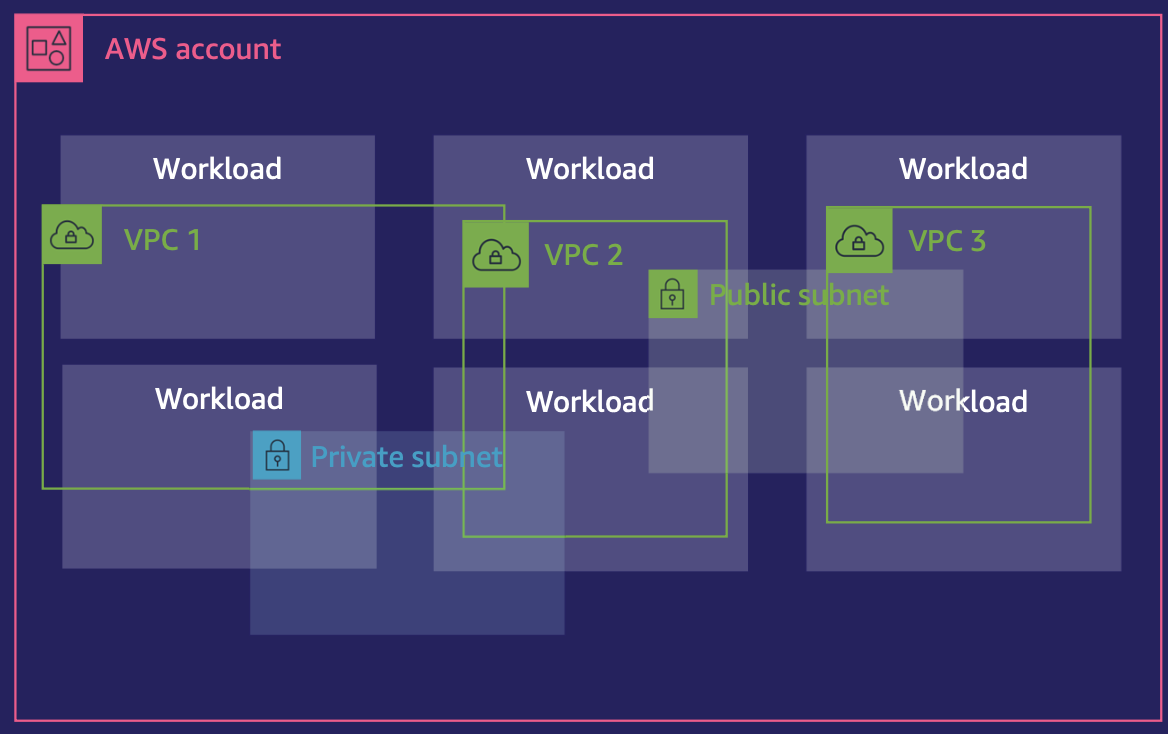 AWS account
Workload
Workload
Workload
VPC 1
VPC 2
VPC 3
Public subnet
Workload
Workload
Workload
Private subnet